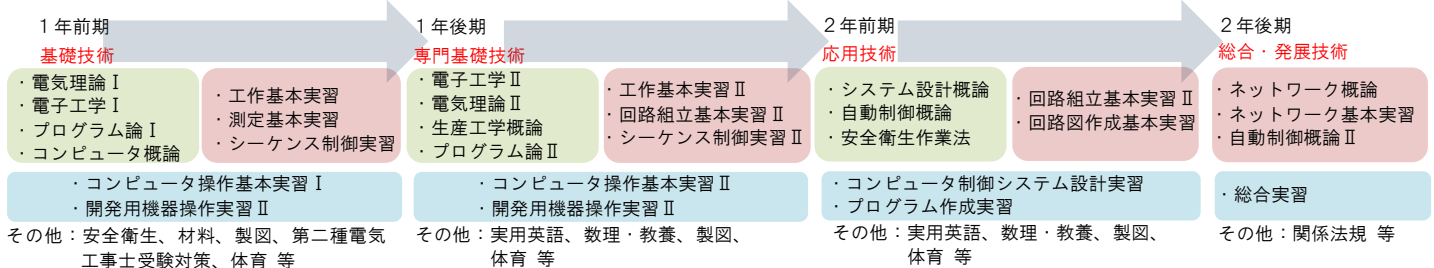 1年前期
基礎技術
・電気理論Ⅰ
・電子工学Ⅰ
・プログラム論Ⅰ
・コンピュータ概論
・工作基本実習
・測定基本実習
・シーケンス制御実習
・コンピュータ操作基本実習Ⅰ
・開発用機器操作実習Ⅱ
その他：安全衛生、材料、製図、第二種電気
工事士受験対策、体育 等
1年後期
専門基礎技術
・電子工学Ⅱ
・電気理論Ⅱ
・生産工学概論
・プログラム論Ⅱ
・工作基本実習Ⅱ
・回路組立基本実習Ⅱ
・シーケンス制御実習Ⅱ
・コンピュータ操作基本実習Ⅱ
・開発用機器操作実習Ⅱ
その他：実用英語、数理・教養、製図、
体育 等
2年前期
応用技術
・システム設計概論
・自動制御概論
・安全衛生作業法
・回路組立基本実習Ⅱ
・回路図作成基本実習
・コンピュータ制御システム設計実習
・プログラム作成実習
その他：実用英語、数理・教養、製図、
体育 等
2年後期
総合・発展技術
・ネットワーク概論
・ネットワーク基本実習
・自動制御概論Ⅱ
・総合実習
その他：関係法規 等